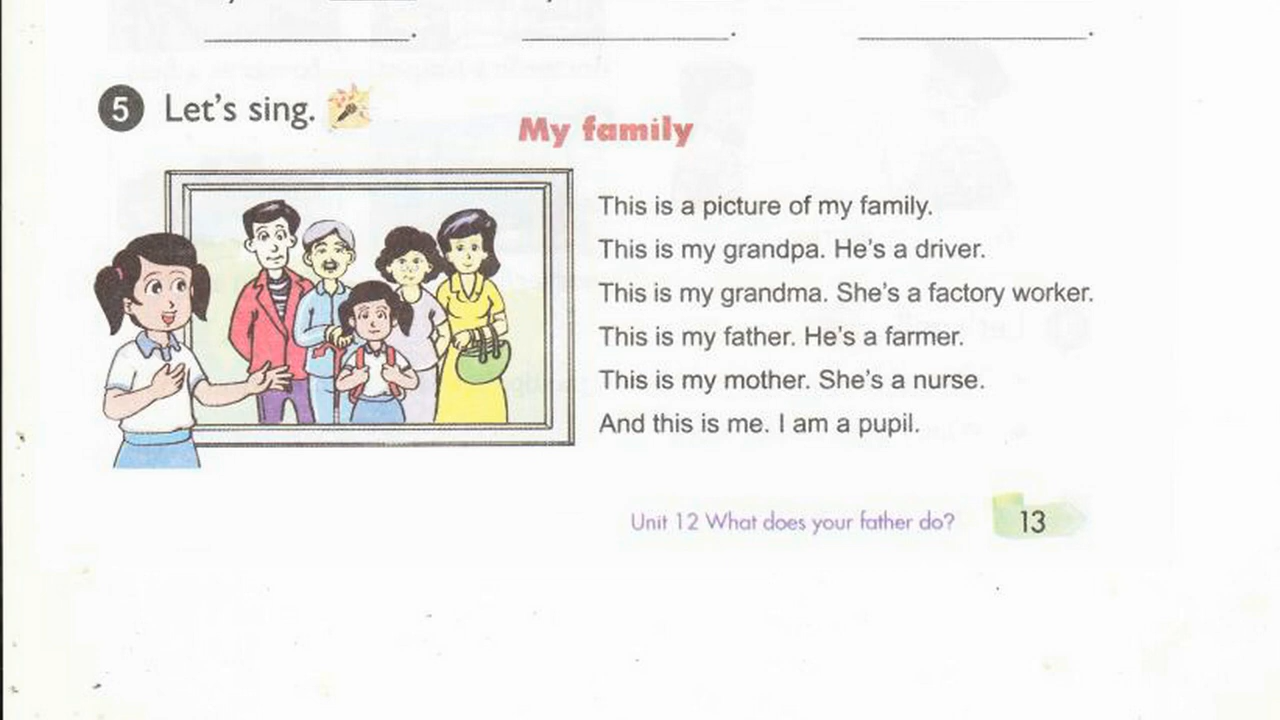 5 Let's sing.
My family
This is a picture of my family.
This is my grandpa. He's a driver.
This is my grandma. She's a factory worker.
This is my father. He's a farmer.
This is my mother. She's a nurse.
And this is me. I am a pupil.
Unit 12 What does your father do? 13